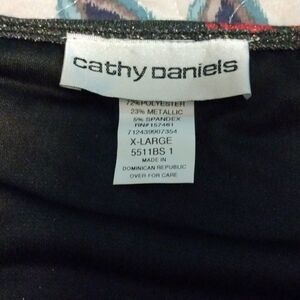 cathy Daniels
72% POLYESTER
23% METALLIC
5% SPANDEX
RN#157461
712439907354
X-LARGE
5511BS 1
MADE IN
DOMINICAN REPUBLIC
OVER FOR CARE